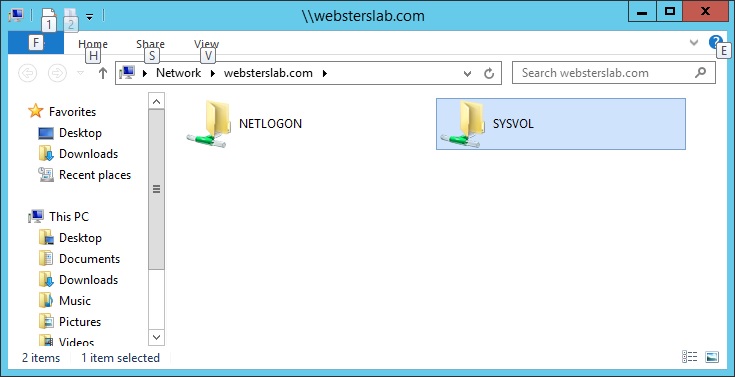 \\websterslab.com
1 2
F Home Share View
H S V E
Network websterslab.com Search websterslab.com
Favorites
Desktop
Downloads
Recent places
This PC
Desktop
Documents
Downloads
Music
Pictures
Videos
NETLOGON SYSVOL
2 items 1 item selected